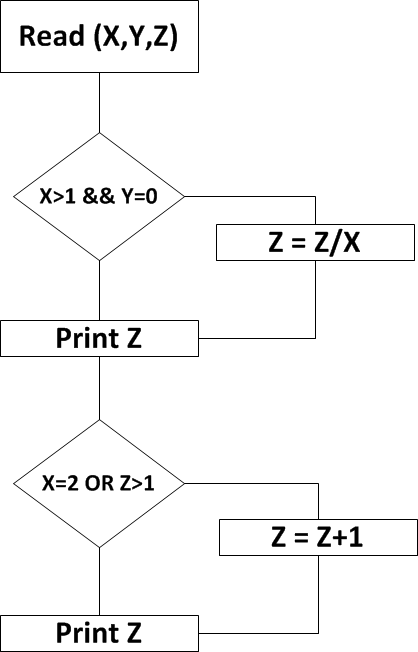 Read (X,Y,Z)
X>1 && Y=0
Z = Z/X
Print Z
X=2 OR Z>1
Z = Z+1
Print Z